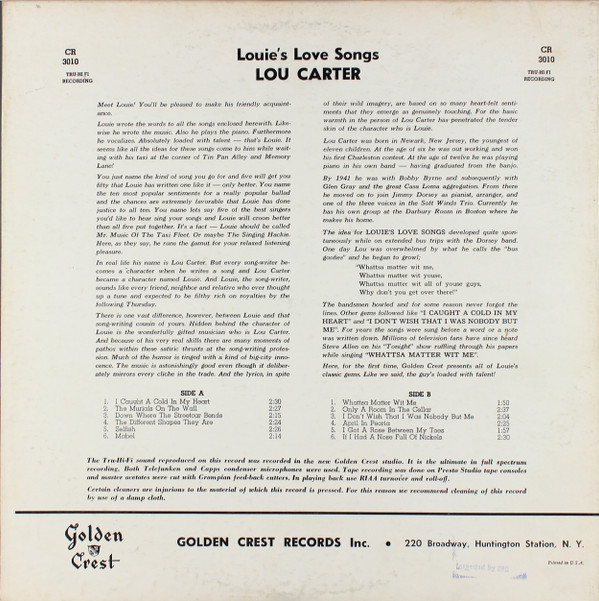 CR
3010
TRU HI-FI
RECORDING
Louie's Love Songs
LOU CARTER
CR
3010
TRU HI-FI
RECORDING
Meet Louie! You'll be pleased to make his friendly acquaint-
ance.
Louie wrote the words to all the songs enclosed herewith. Like-
wise he wrote the music. Also he plays the piano. Furthermore
he vocalizes. Absolutely loaded with talent — that's Louie. It
seems like all the ideas for these songs come to him while wait-
ing with his taxi at the corner of Tin Pan Alley and Memory
Lane!
You just name the kind of song you go for and five will get you
fifty that Louis has written one like it — only better. You name
the ten most popular sentiments for a really popular ballad
and the chances are extremely favorable that Louie has done
justice to all ten. You name lets say five of the best singers
you'd like to hear sing your songs and Louie will croon better
than all five put together. It's a fact — Louie should be called
Mr. Music Of The Taxi Fleet. Or maybe The Singing Hackie.
Here, as they say, he runs the gamut for your relaxed listening
pleasure.
In real life his name is Lou Carter. But every song-writer be-
comes a character when he writes a song and Lou Carter
became a character named Louie. And Louie, the song-writer,
sounds like every friend, neighbor and relative who ever thought
up a tune and expected to be filthy rich on royalties by the
following Thursday.
There is one vast difference, however, between Louie and that
song-writing cousin of yours. Hidden behind the character of
Louie is the wonderfully gifted musician who is Lou Carter.
And because of his very real skills there are many moments of
pathos within these satiric thrusts at the song-writing profes-
sion. Much of the humor is tinged with a kind of big-city inno-
cence. The music is astonishingly good even though it deliber-
ately mirrors every cliche in the trade. And the lyrics, in spite
of their wild imagery, are based on so many heart-felt senti-
ments that they emerge as genuinely touching. For the basic
warmth in the person of Lou Carter has penetrated the tender
skin of the character who is Louie.
Lou Carter was born in Newark, New Jersey, the youngest of
eleven children. At the age of six he was out working and won
his first Charleston contest. At the age of twelve he was playing
piano in his own band — having graduated from the banjo.
By 1941 he was with Bobby Byrne and subsequently with
Glen Gray and the great Casa Loma aggregation. From there
he moved on to join Jimmy Dorsey as pianist, arranger, and
one of the three voices in the Soft Winds Trio. Currently he
has his own group at the Darbury Room in Boston where he
makes his home.
The idea for LOUIE'S LOVE SONGS developed quite spon-
taneously while on extended bus trips with the Dorsey band.
One day Lou was overwhelmed by what he calls the "bus
goofies" and he began to growl;
"Whattsa matter wit me,
Whattsa matter wit youse,
Whattsa matter wit all of youse guys,
Why don't you get over there!"
The bandsmen howled and for some reason never forgot the
lines. Other gems followed like "I CAUGHT A COLD IN MY
HEART" and "I DON'T WISH THAT I WAS NOBODY BUT
ME". For years the songs were sung before a word or a note
was written down. Millions of television fans have since heard
Steve Allen on his "Tonight" show ruffling through his papers
while singing "WHATTSA MATTER WIT ME".
Here, for the first time, Golden Crest presents all of Louie's
classic gems. Like we said, the guy's loaded with talent!
SIDE A
1. I Caught A Cold In My Heart 2:30
2. The Murials On The Wall 2:27
3. Down Where The Streetcar Bends 2:15
4. The Different Shapes They Are 2:24
5. Selfish 2:26
6. Mabel 2:14
SIDE B
1. Whattsa Matter Wit Me 1:50
2. Only A Room In The Cellar 2:37
3. I Don't Wish That I Was Nobody But Me 2:04
4. April In Peoria 2:25
5. I Got A Rose Between My Toes 1:57
6. If I Had A Nose Full Of Nickels 2:30
The Tru-Hi-Fi sound reproduced on this record was recorded in the new Golden Crest studio. It is the ultimate in full spectrum
recording. Both Telefunken and Capps condenser microphones were used. Tape recording was done on Presto Studio tape consoles
and master acetates were cut with Grampian feed-back cutters. In playing back use RIAA turnover and roll-off.
Certain cleaners are injurious to the material of which this record is pressed. For this reason we recommend cleaning of this record
by use of a damp cloth.
Golden
Crest
GOLDEN CREST RECORDS Inc. • 220 Broadway, Huntington Station, N. Y.
Printed in U.S.A.